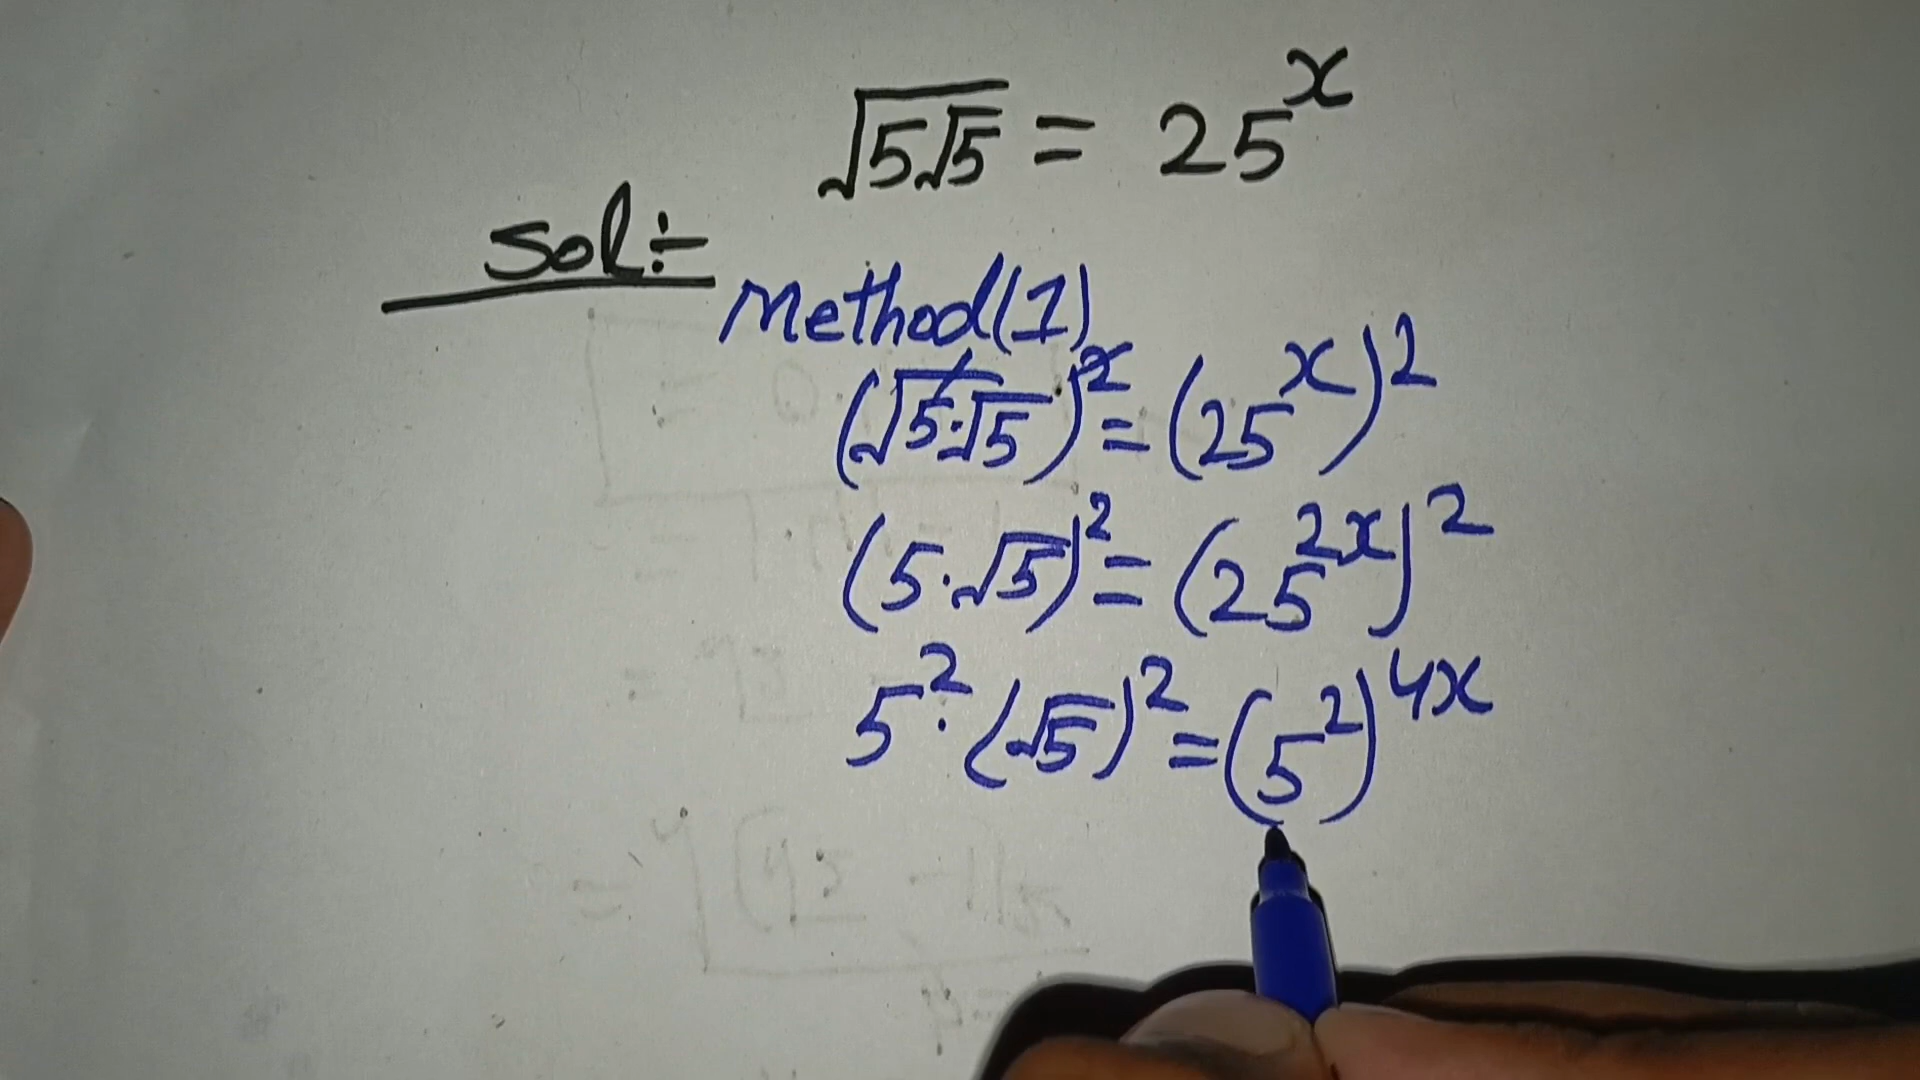 √(5√5) = 25^x
Sol÷
Method(1)
(√(5·√5))^2 = (25^x)^2
(5·√5)^2 = (25^2x)^2
5^2·(√5)^2 = (5^2)^4x